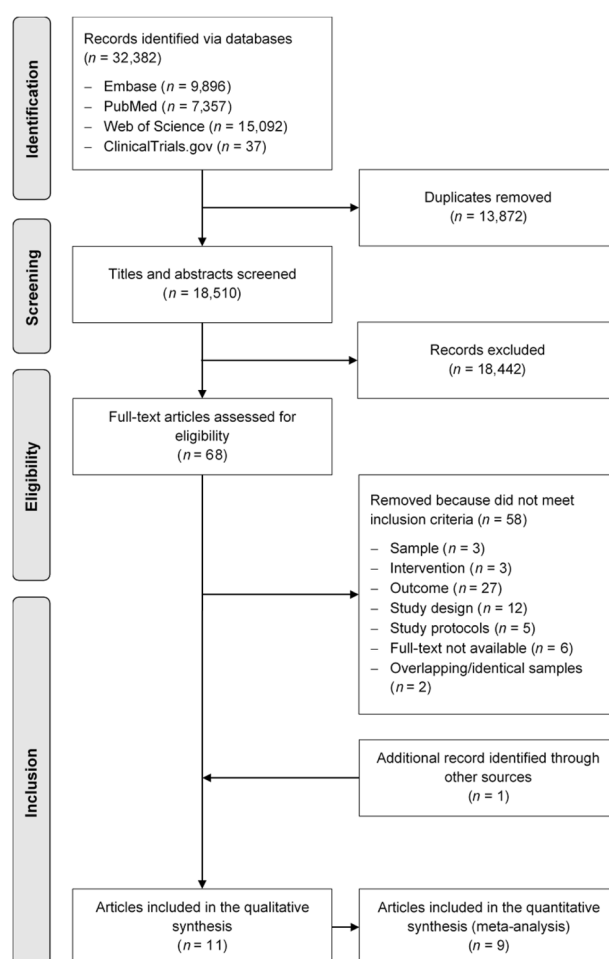 Identification
Records identified via databases
(n = 32,382)
– Embase (n = 9,896)
– PubMed (n = 7,357)
– Web of Science (n = 15,092)
– ClinicalTrials.gov (n = 37)
Duplicates removed
(n = 13,872)
Screening
Titles and abstracts screened
(n = 18,510)
Records excluded
(n = 18,442)
Eligibility
Full-text articles assessed for
eligibility
(n = 68)
Removed because did not meet
inclusion criteria (n = 58)
– Sample (n = 3)
– Intervention (n = 3)
– Outcome (n = 27)
– Study design (n = 12)
– Study protocols (n = 5)
– Full-text not available (n = 6)
– Overlapping/identical samples
(n = 2)
Inclusion
Additional record identified through
other sources
(n = 1)
Articles included in the qualitative
synthesis
(n = 11)
Articles included in the quantitative
synthesis (meta-analysis)
(n = 9)